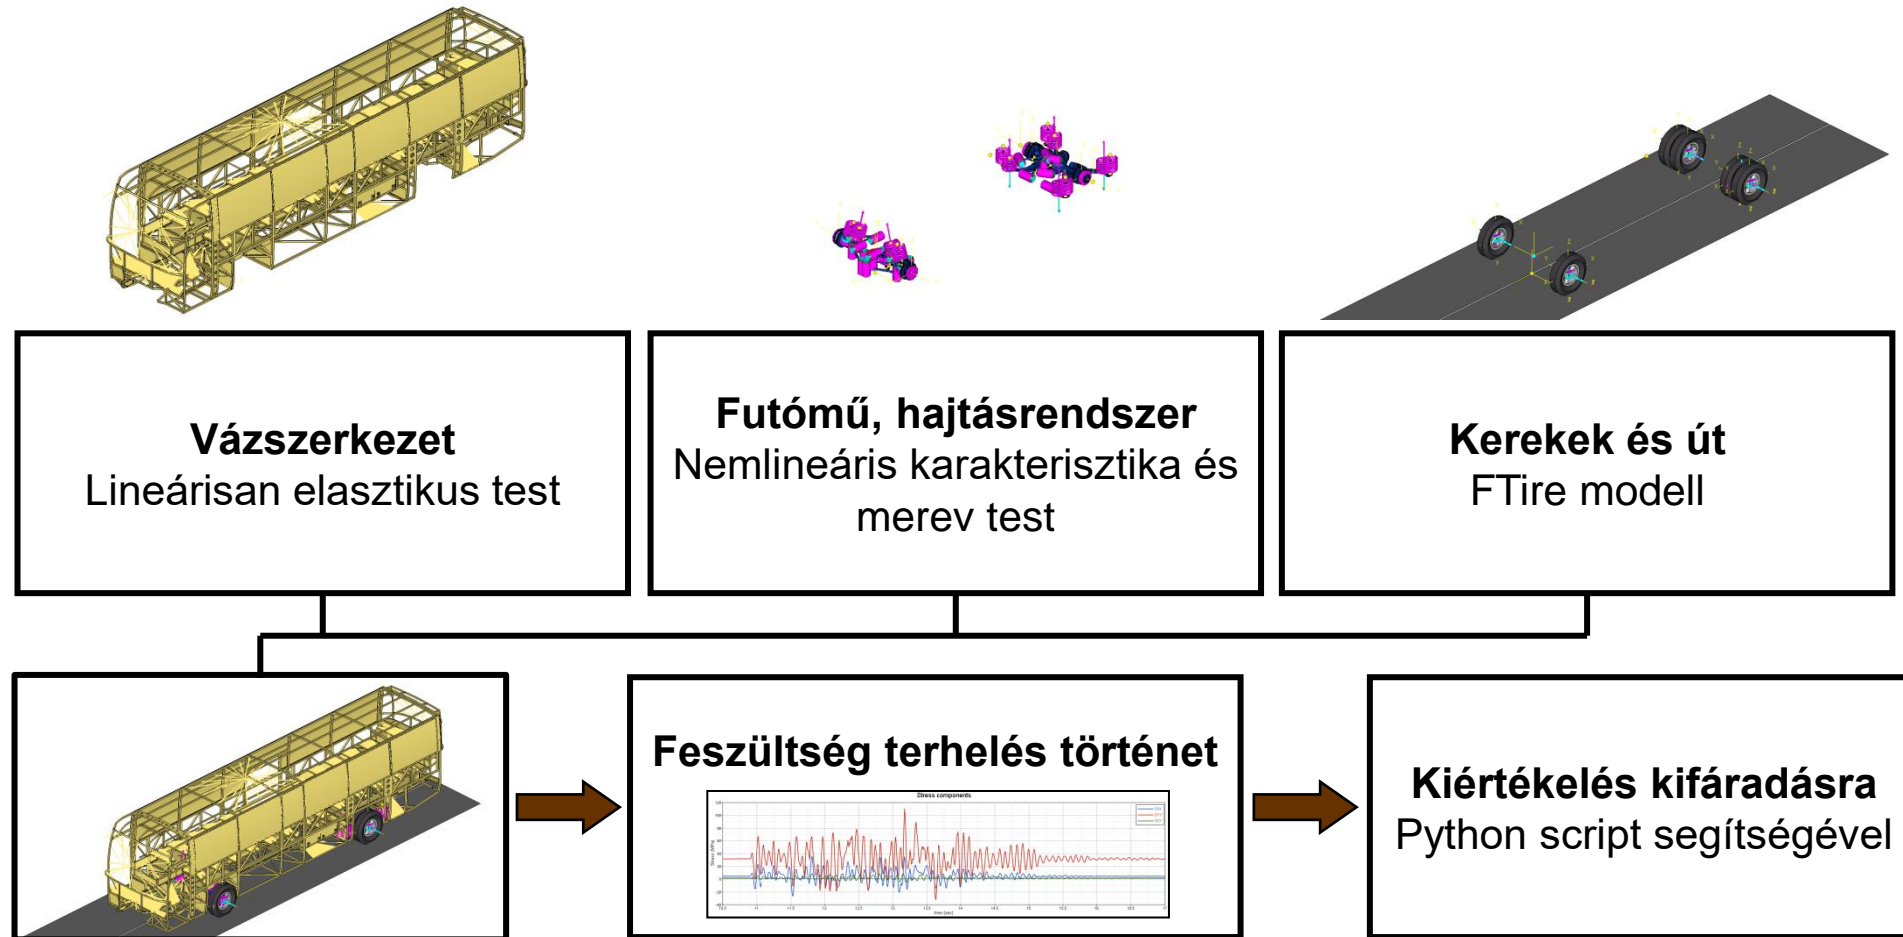 Vázszerkezet
Lineárisan elasztikus test
Futómű, hajtásrendszer
Nemlineáris karakterisztika és
merev test
Kerekek és út
FTire modell
Feszültség terhelés történet
Stress components
Kiértékelés kifáradásra
Python script segítségével